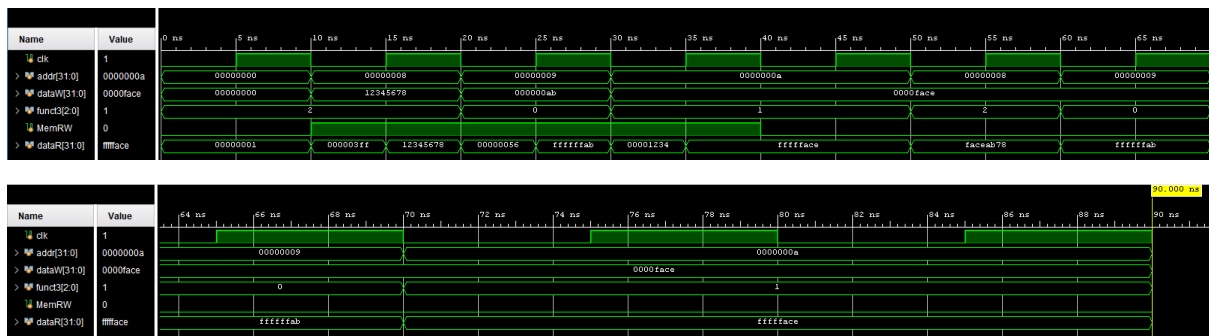 Name Value 0 ns 5 ns 10 ns 15 ns 20 ns 25 ns 30 ns 35 ns 40 ns 45 ns 50 ns 55 ns 60 ns 65 ns
clk 1
addr[31:0] 0000000a 00000000 00000008 00000009 0000000a 00000008 00000009
dataW[31:0] 0000face 00000000 12345678 000000ab 0000face
funct3[2:0] 1 2 0 1 2 0
MemRW 0
dataR[31:0] ffffface 00000001 000003ff 12345678 00000056 ffffffab 00001234 ffffface faceab78 ffffffab
90.000 ns
Name Value 64 ns 66 ns 68 ns 70 ns 72 ns 74 ns 76 ns 78 ns 80 ns 82 ns 84 ns 86 ns 88 ns 90 ns
clk 1
addr[31:0] 0000000a 00000009 0000000a
dataW[31:0] 0000face 0000face
funct3[2:0] 1 0 1
MemRW 0
dataR[31:0] ffffface ffffffab ffffface